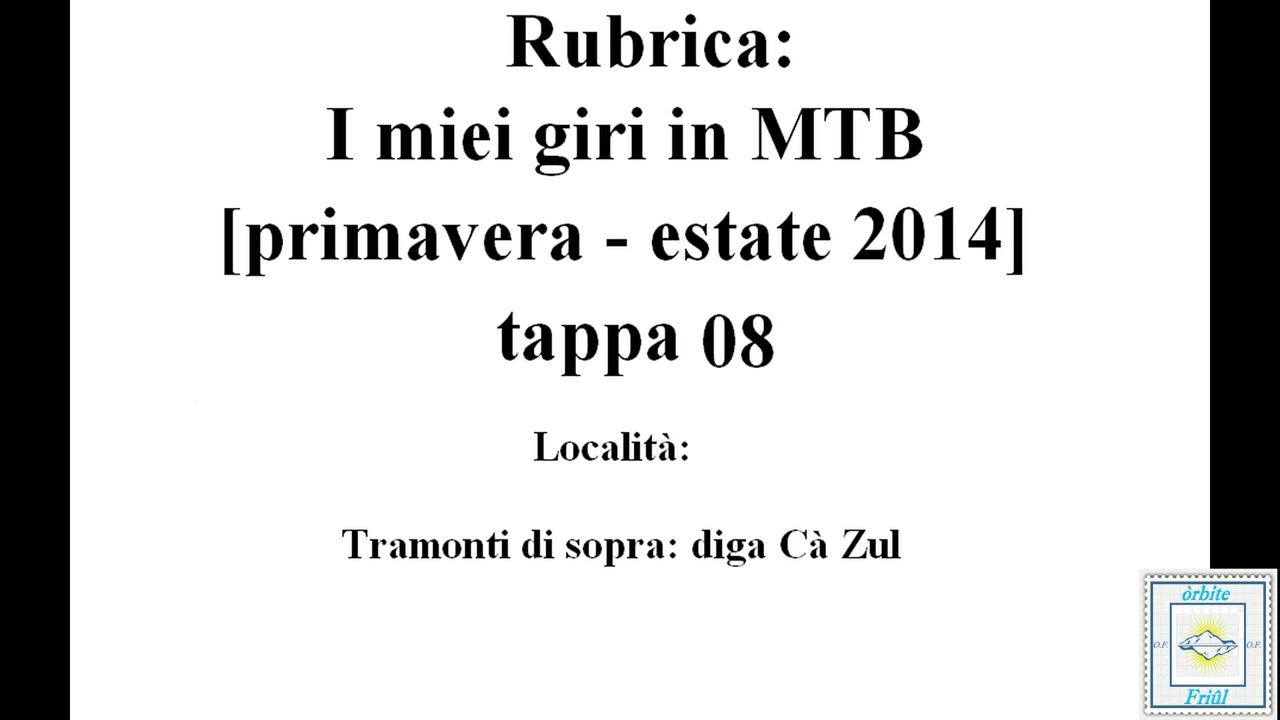 Rubrica:
I miei giri in MTB
[primavera - estate 2014]
tappa 08
Località:
Tramonti di sopra: diga Cà Zul
òrbite
O.F. O.F.
Friûl